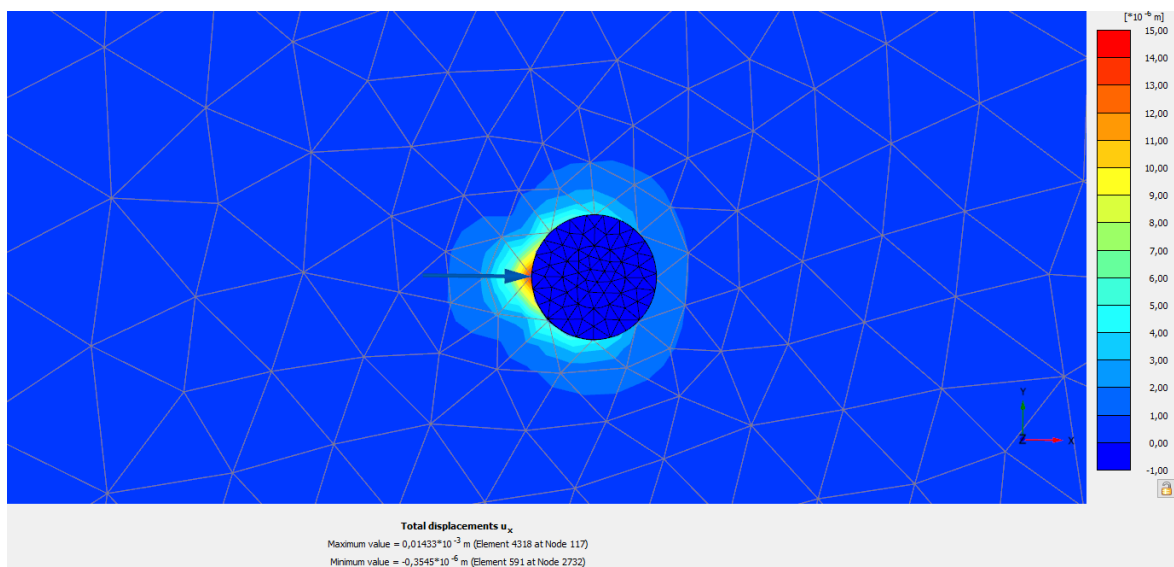 [*10 -6 m]
15,00
14,00
13,00
12,00
11,00
10,00
9,00
8,00
7,00
6,00
5,00
4,00
3,00
2,00
1,00
0,00
-1,00
Y
Z X
Total displacements ux
Maximum value = 0,01433*10 -3 m (Element 4318 at Node 117)
Minimum value = -0,3545*10 -6 m (Element 591 at Node 2732)